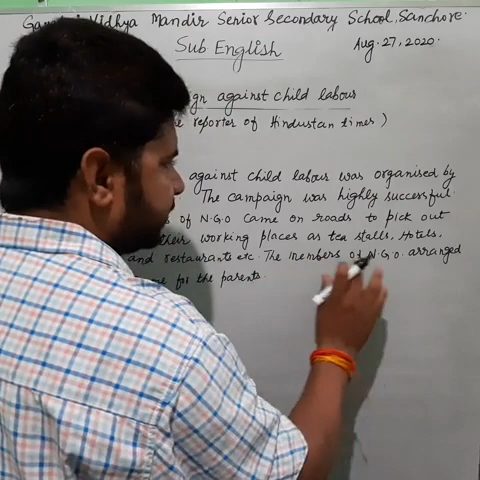 Vidhya Mandir Senior Secondary School, Sanchore.
Sub English
Aug. 27, 2020.
against child labour
reporter of Hindustan times )
against child labour was organised by
The campaign was highly successful.
of N.G.O came on roads to pick out
their working places as tea stalls, Hotels,
and restaurants etc. The members of N.G.O. arranged
for the parents.